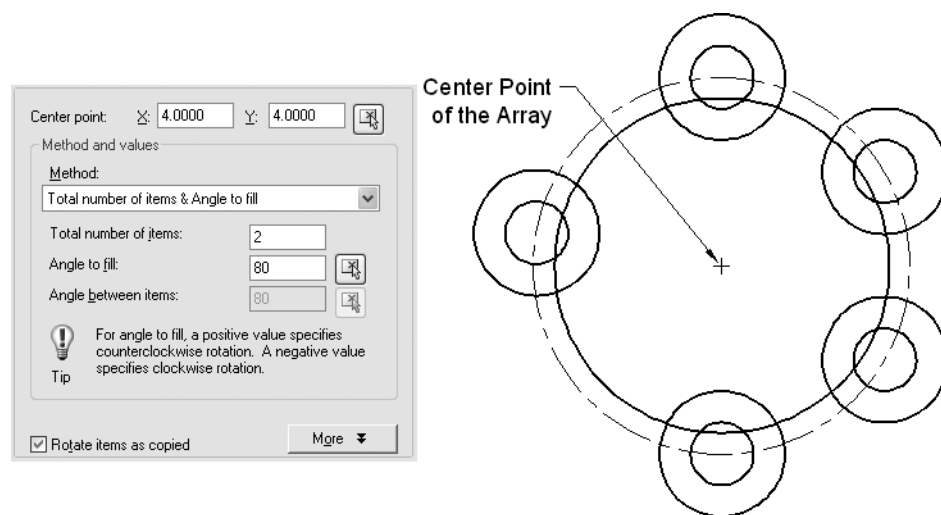 Center point: X: 4.0000 Y: 4.0000
Method and values
Method:
Total number of items & Angle to fill
Total number of items: 2
Angle to fill: 80
Angle between items: 80
For angle to fill, a positive value specifies
counterclockwise rotation. A negative value
specifies clockwise rotation.
Tip
Rotate items as copied
More
Center Point
of the Array